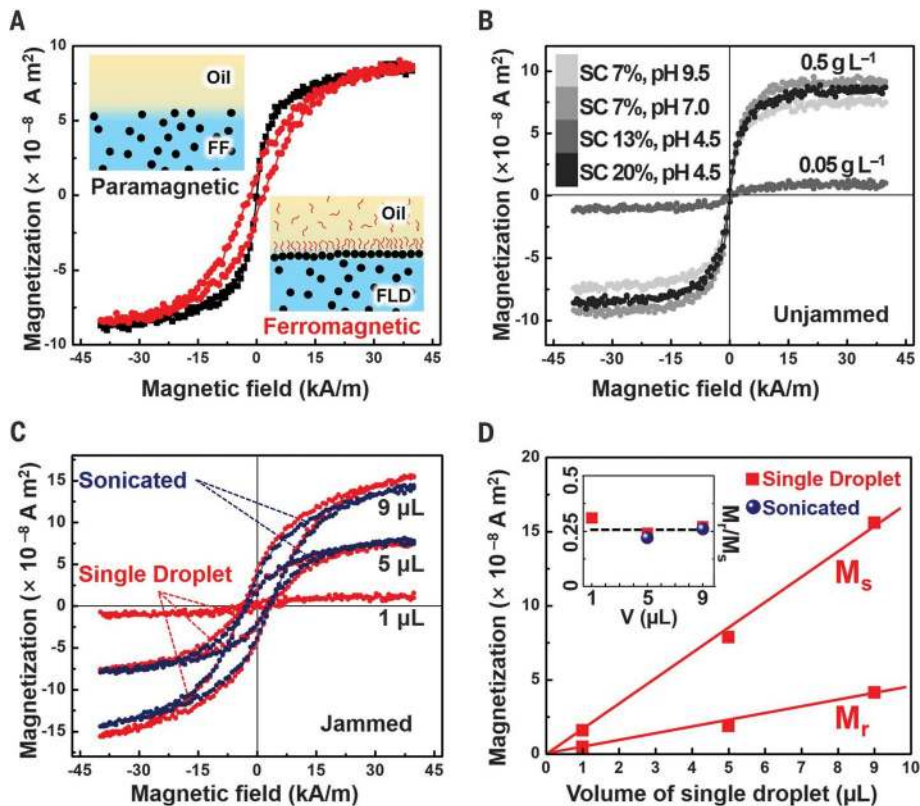 A
Magnetization (× 10⁻⁸ A m²)
10
5
0
-5
-10
Oil
FF
Paramagnetic
Oil
FLD
Ferromagnetic
-45 -30 -15 0 15 30 45
Magnetic field (kA/m)
B
Magnetization (× 10⁻⁸ A m²)
10
5
0
-5
-10
SC 7%, pH 9.5
SC 7%, pH 7.0
SC 13%, pH 4.5
SC 20%, pH 4.5
0.5 g L⁻¹
0.05 g L⁻¹
Unjammed
-45 -30 -15 0 15 30 45
Magnetic field (kA/m)
C
Magnetization (× 10⁻⁸ A m²)
15
10
5
0
-5
-10
-15
Sonicated
9 µL
5 µL
Single Droplet
1 µL
Jammed
-45 -30 -15 0 15 30 45
Magnetic field (kA/m)
D
Magnetization (× 10⁻⁸ A m²)
20
15
10
5
0
0.5
0.25
0
Mr/Ms
1 5 9
V (µL)
Single Droplet
Sonicated
Ms
Mr
0 1 2 3 4 5 6 7 8 9 10
Volume of single droplet (µL)